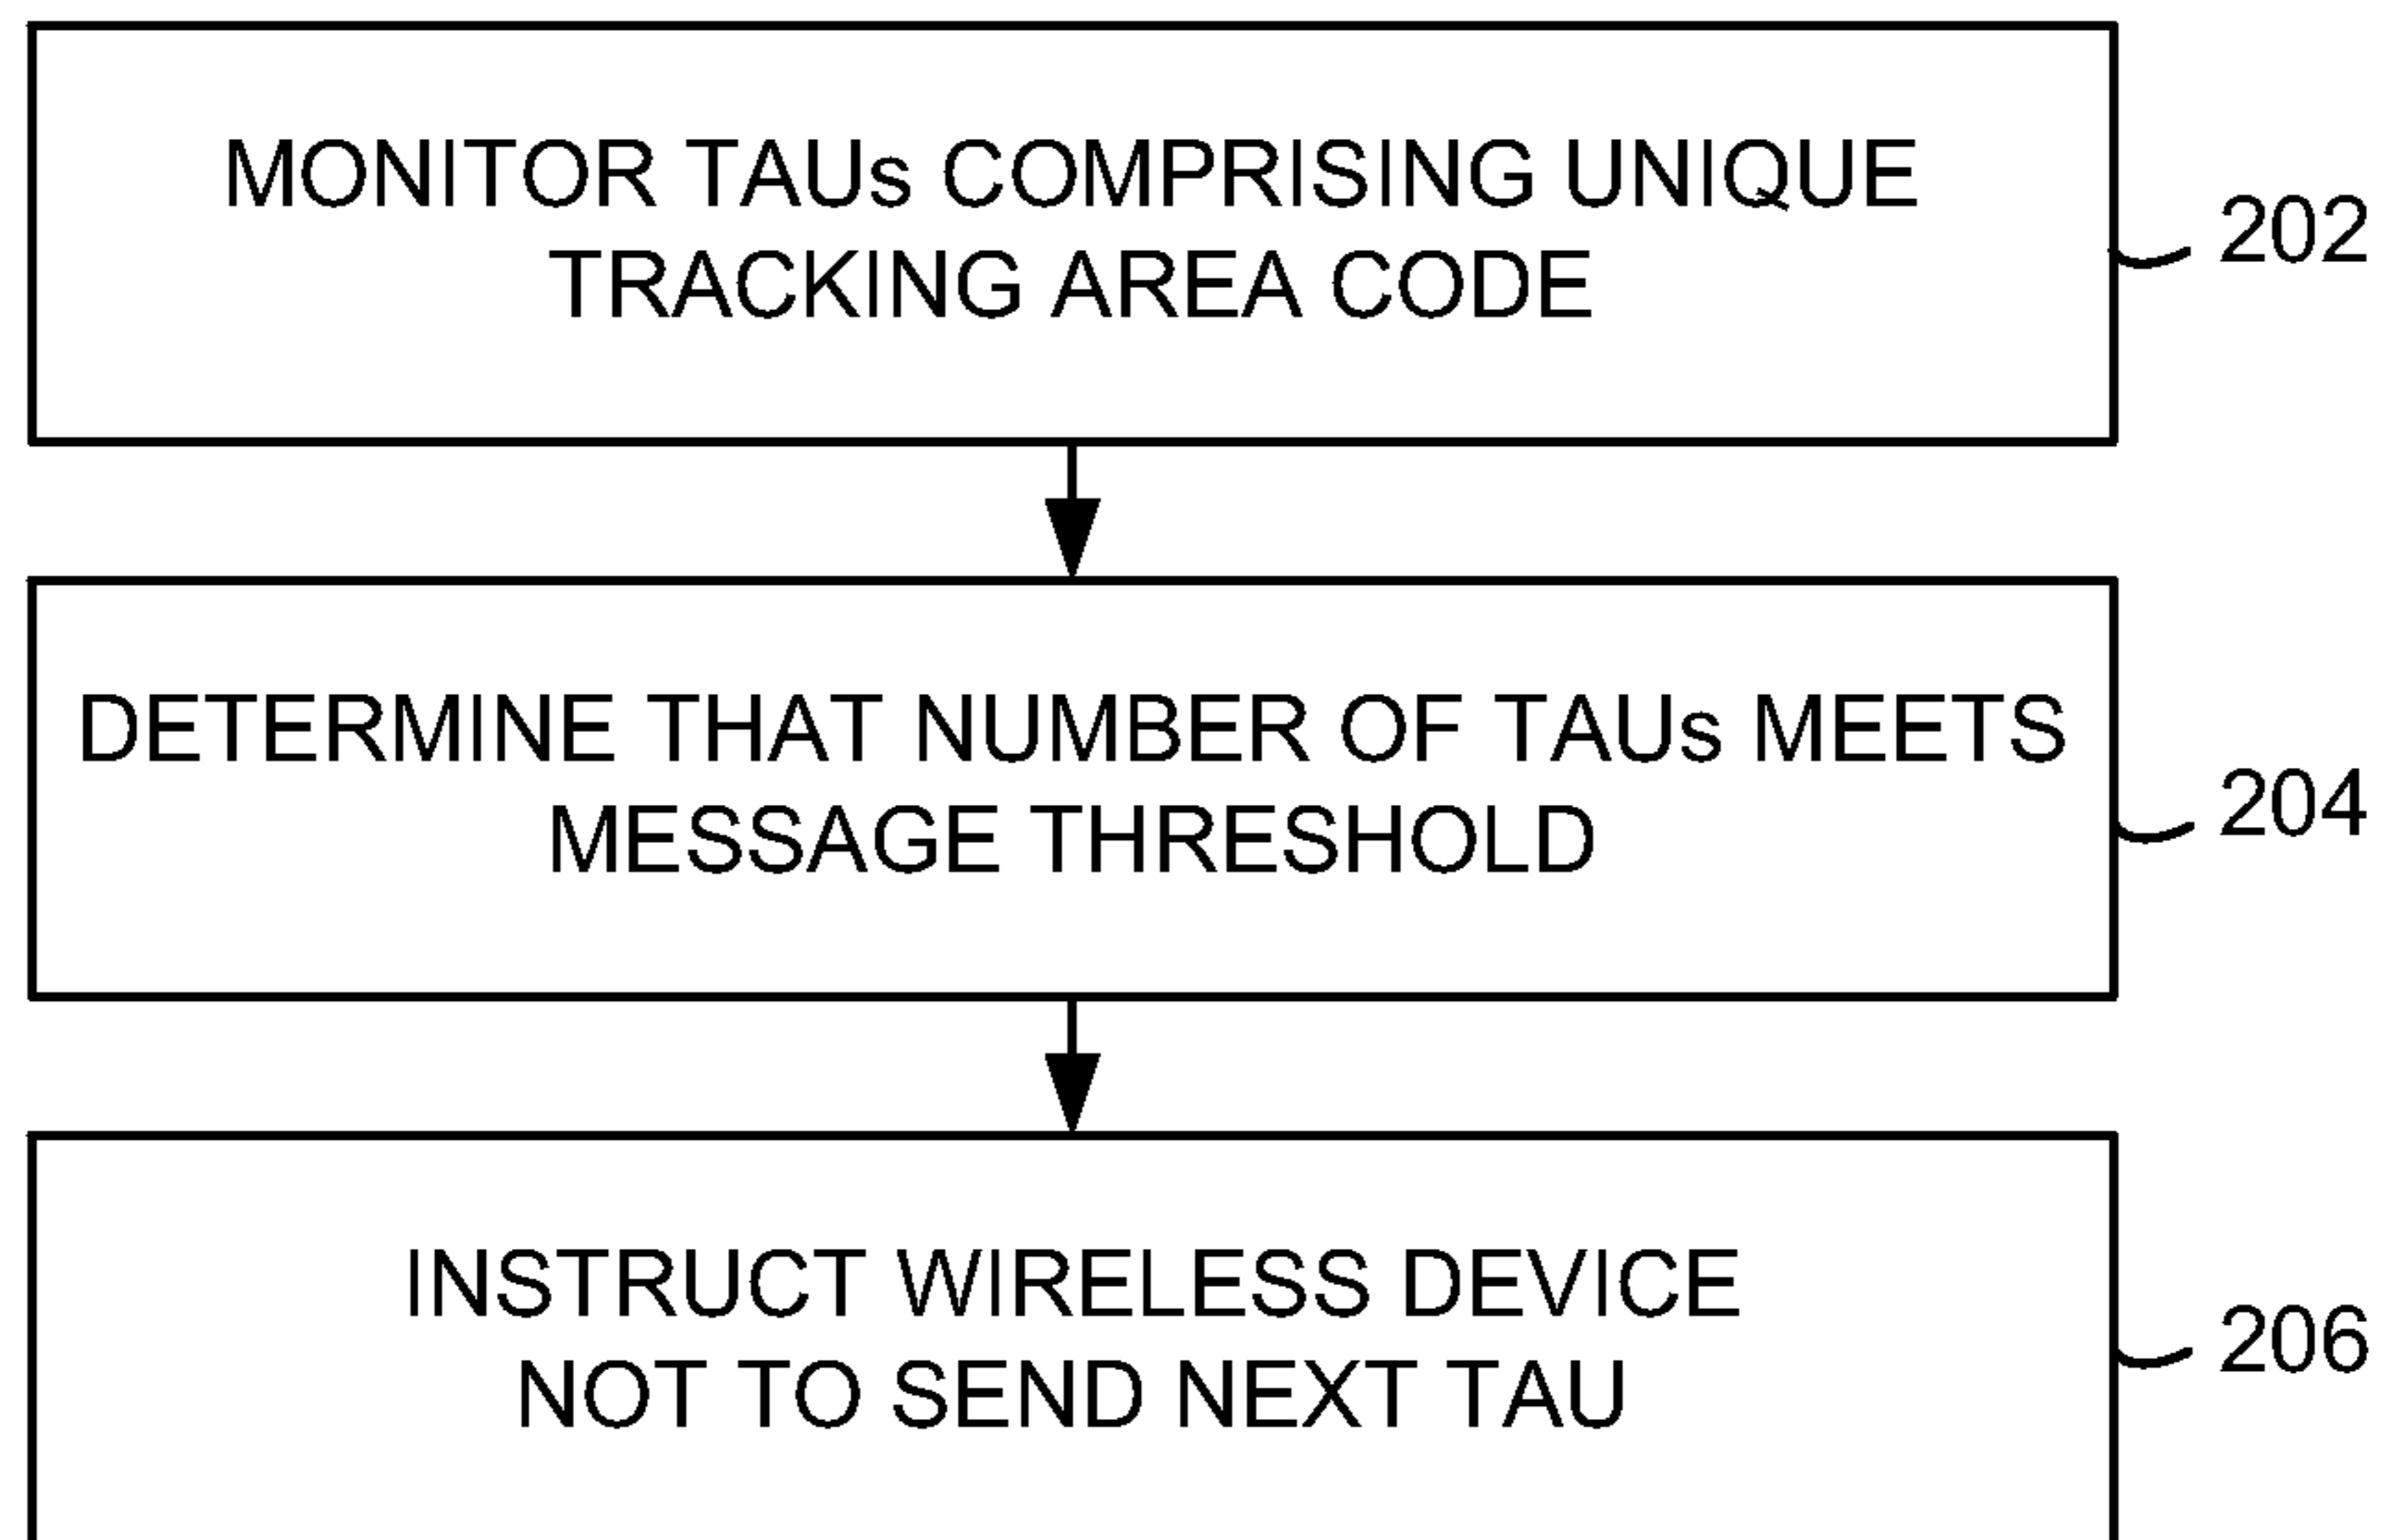 MONITOR TAUs COMPRISING UNIQUE
TRACKING AREA CODE
202
DETERMINE THAT NUMBER OF TAUs MEETS
MESSAGE THRESHOLD
204
INSTRUCT WIRELESS DEVICE
NOT TO SEND NEXT TAU
206